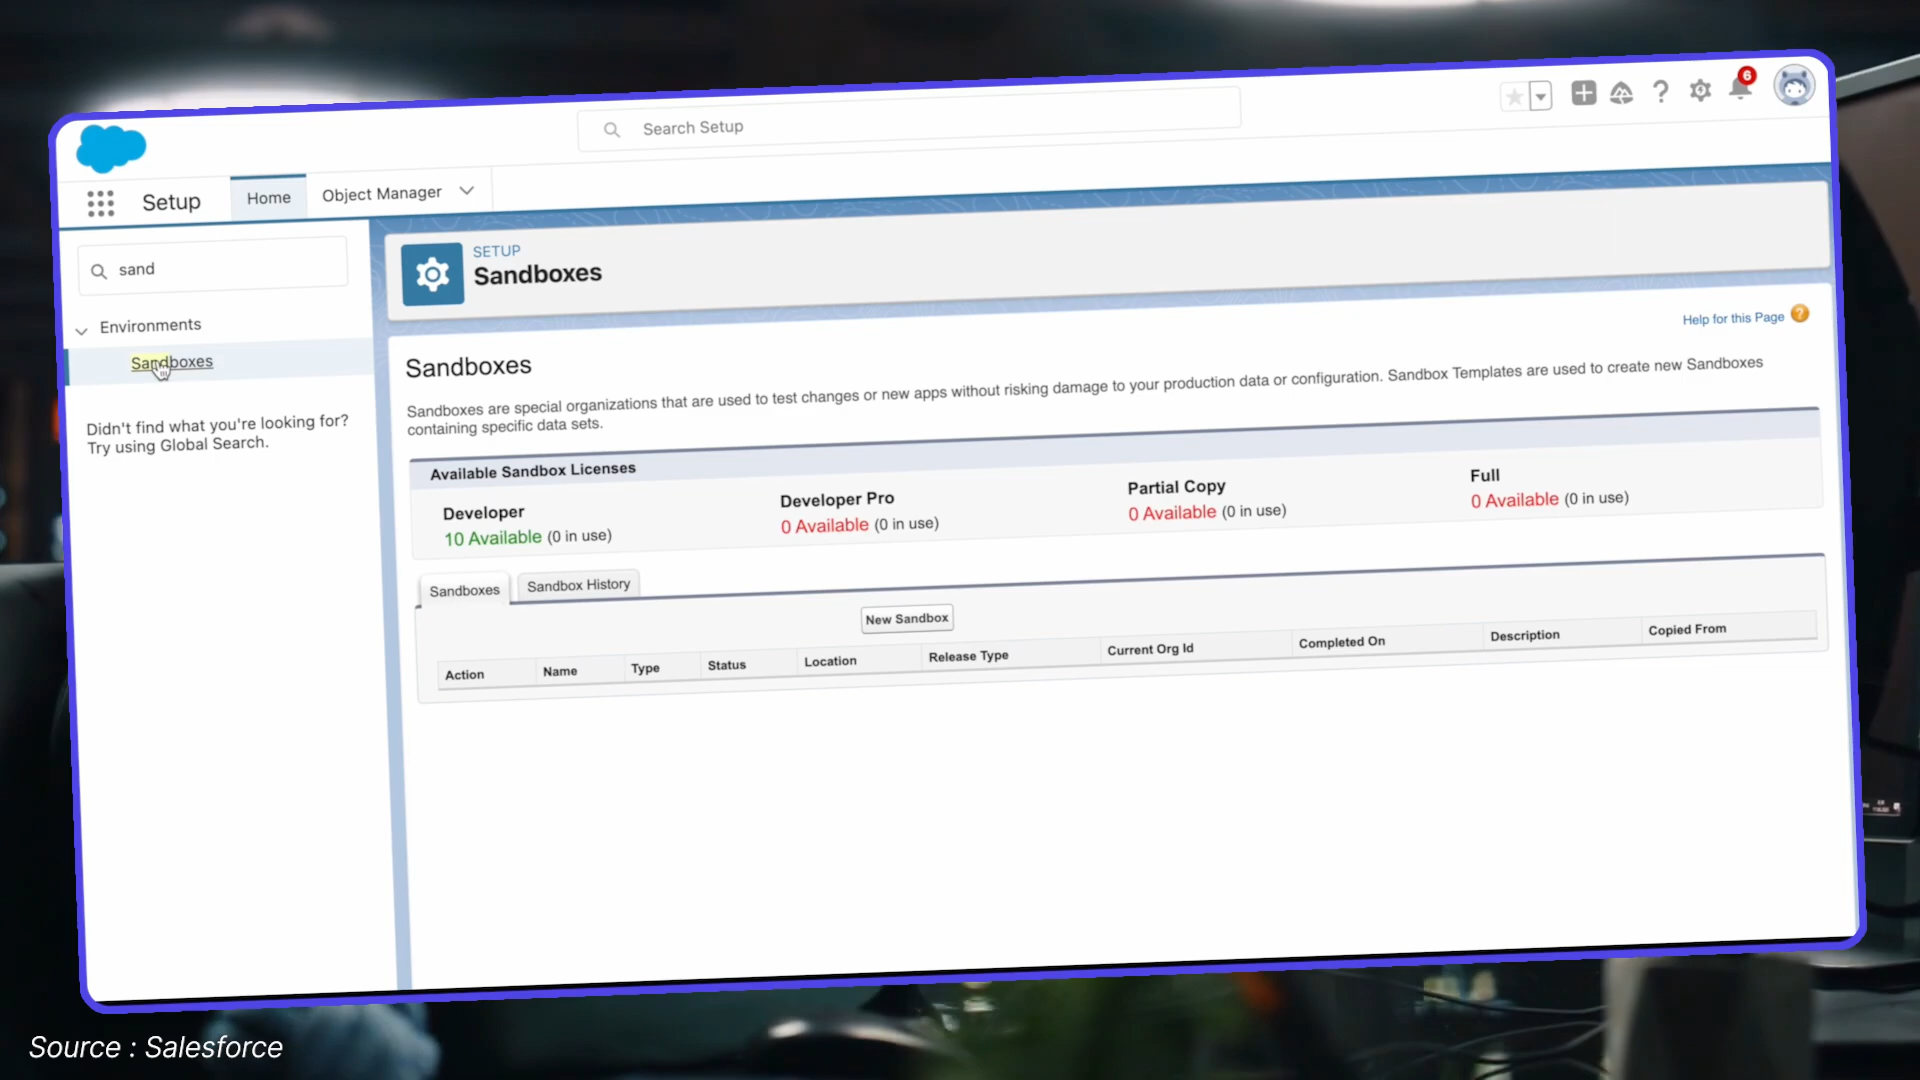 Search Setup
6
Setup
Home
Object Manager
sand
Environments
Sandboxes
Didn't find what you're looking for?
Try using Global Search.
SETUP
Sandboxes
Help for this Page ?
Sandboxes
Sandboxes are special organizations that are used to test changes or new apps without risking damage to your production data or configuration. Sandbox Templates are used to create new Sandboxes
containing specific data sets.
Available Sandbox Licenses
Developer
10 Available (0 in use)
Developer Pro
0 Available (0 in use)
Partial Copy
0 Available (0 in use)
Full
0 Available (0 in use)
Sandboxes
Sandbox History
New Sandbox
Action Name Type Status Location Release Type Current Org Id Completed On Description Copied From
Source : Salesforce